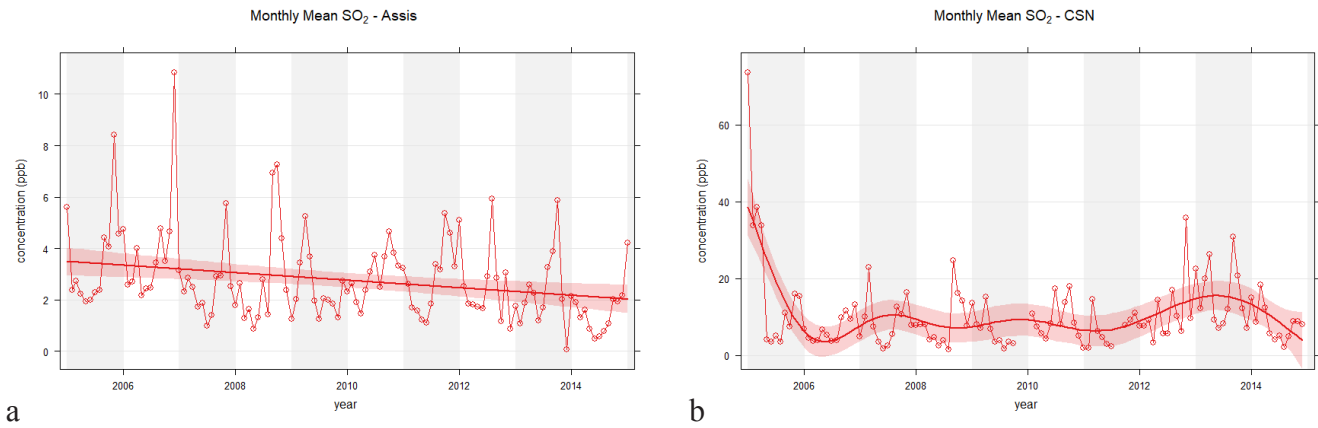 Monthly Mean SO2 - Assis
concentration (ppb)
10
8
6
4
2
0
2006 2008 2010 2012 2014
year
a
Monthly Mean SO2 - CSN
concentration (ppb)
60
40
20
0
2006 2008 2010 2012 2014
year
b